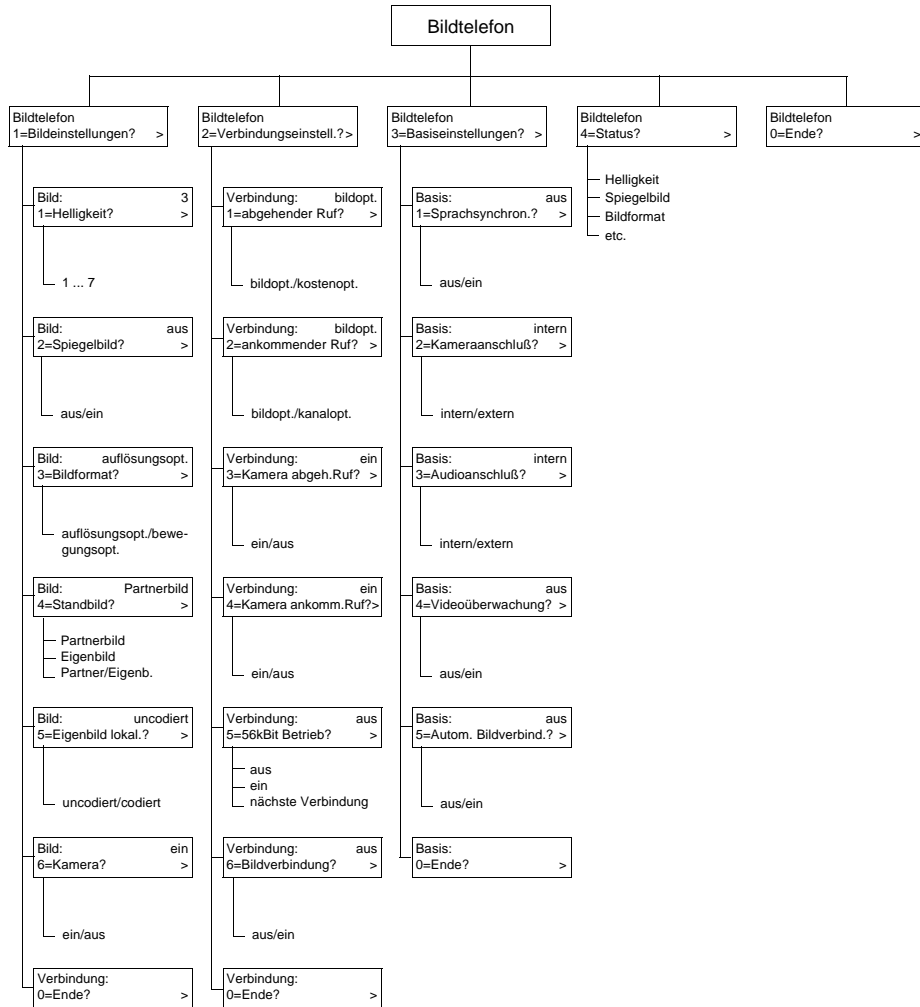 Bildtelefon
Bildtelefon
1=Bildeinstellungen? >
Bildtelefon
2=Verbindungseinstell.?>
Bildtelefon
3=Basiseinstellungen? >
Bildtelefon
4=Status? >
Bildtelefon
0=Ende? >
Bild: 3
1=Helligkeit? >
1 ... 7
Bild: aus
2=Spiegelbild? >
aus/ein
Bild: auflösungsopt.
3=Bildformat? >
auflösungsopt./bewe-
gungsopt.
Bild: Partnerbild
4=Standbild? >
Partnerbild
Eigenbild
Partner/Eigenb.
Bild: uncodiert
5=Eigenbild lokal.? >
uncodiert/codiert
Bild: ein
6=Kamera? >
ein/aus
Verbindung:
0=Ende? >
Verbindung: bildopt.
1=abgehender Ruf? >
bildopt./kostenopt.
Verbindung: bildopt.
2=ankommender Ruf? >
bildopt./kanalopt.
Verbindung: ein
3=Kamera abgeh.Ruf? >
ein/aus
Verbindung: ein
4=Kamera ankomm.Ruf?>
ein/aus
Verbindung: aus
5=56kBit Betrieb? >
aus
ein
nächste Verbindung
Verbindung: aus
6=Bildverbindung? >
aus/ein
Verbindung:
0=Ende? >
Basis: aus
1=Sprachsynchron.? >
aus/ein
Basis: intern
2=Kameraanschluß? >
intern/extern
Basis: intern
3=Audioanschluß? >
intern/extern
Basis: aus
4=Videoüberwachung? >
aus/ein
Basis: aus
5=Autom. Bildverbind.? >
aus/ein
Basis:
0=Ende? >
Helligkeit
Spiegelbild
Bildformat
etc.